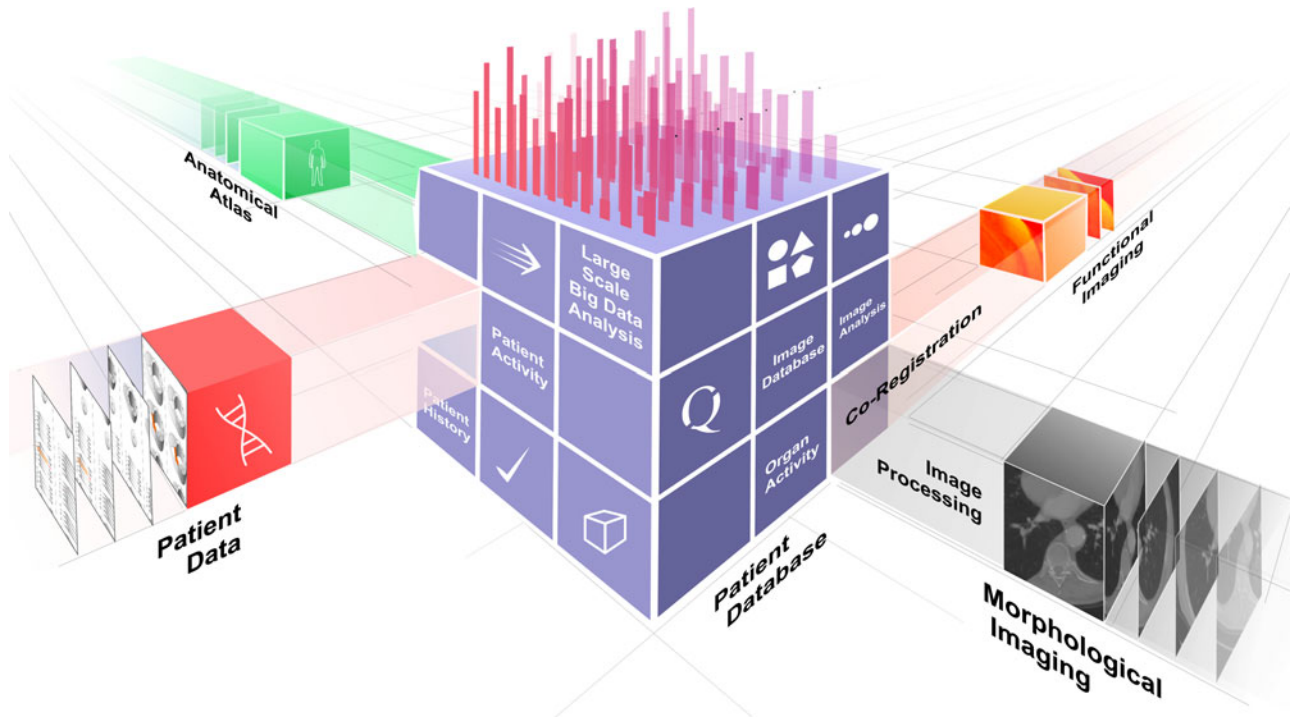 Anatomical
Atlas
Large
Scale
Big Data
Analysis
Patient
Activity
Patient
History
Image
Database
Image
Analysis
Organ
Activity
Q
Functional
Imaging
Co-Registration
Image
Processing
Patient
Data
Patient
Database
Morphological
Imaging